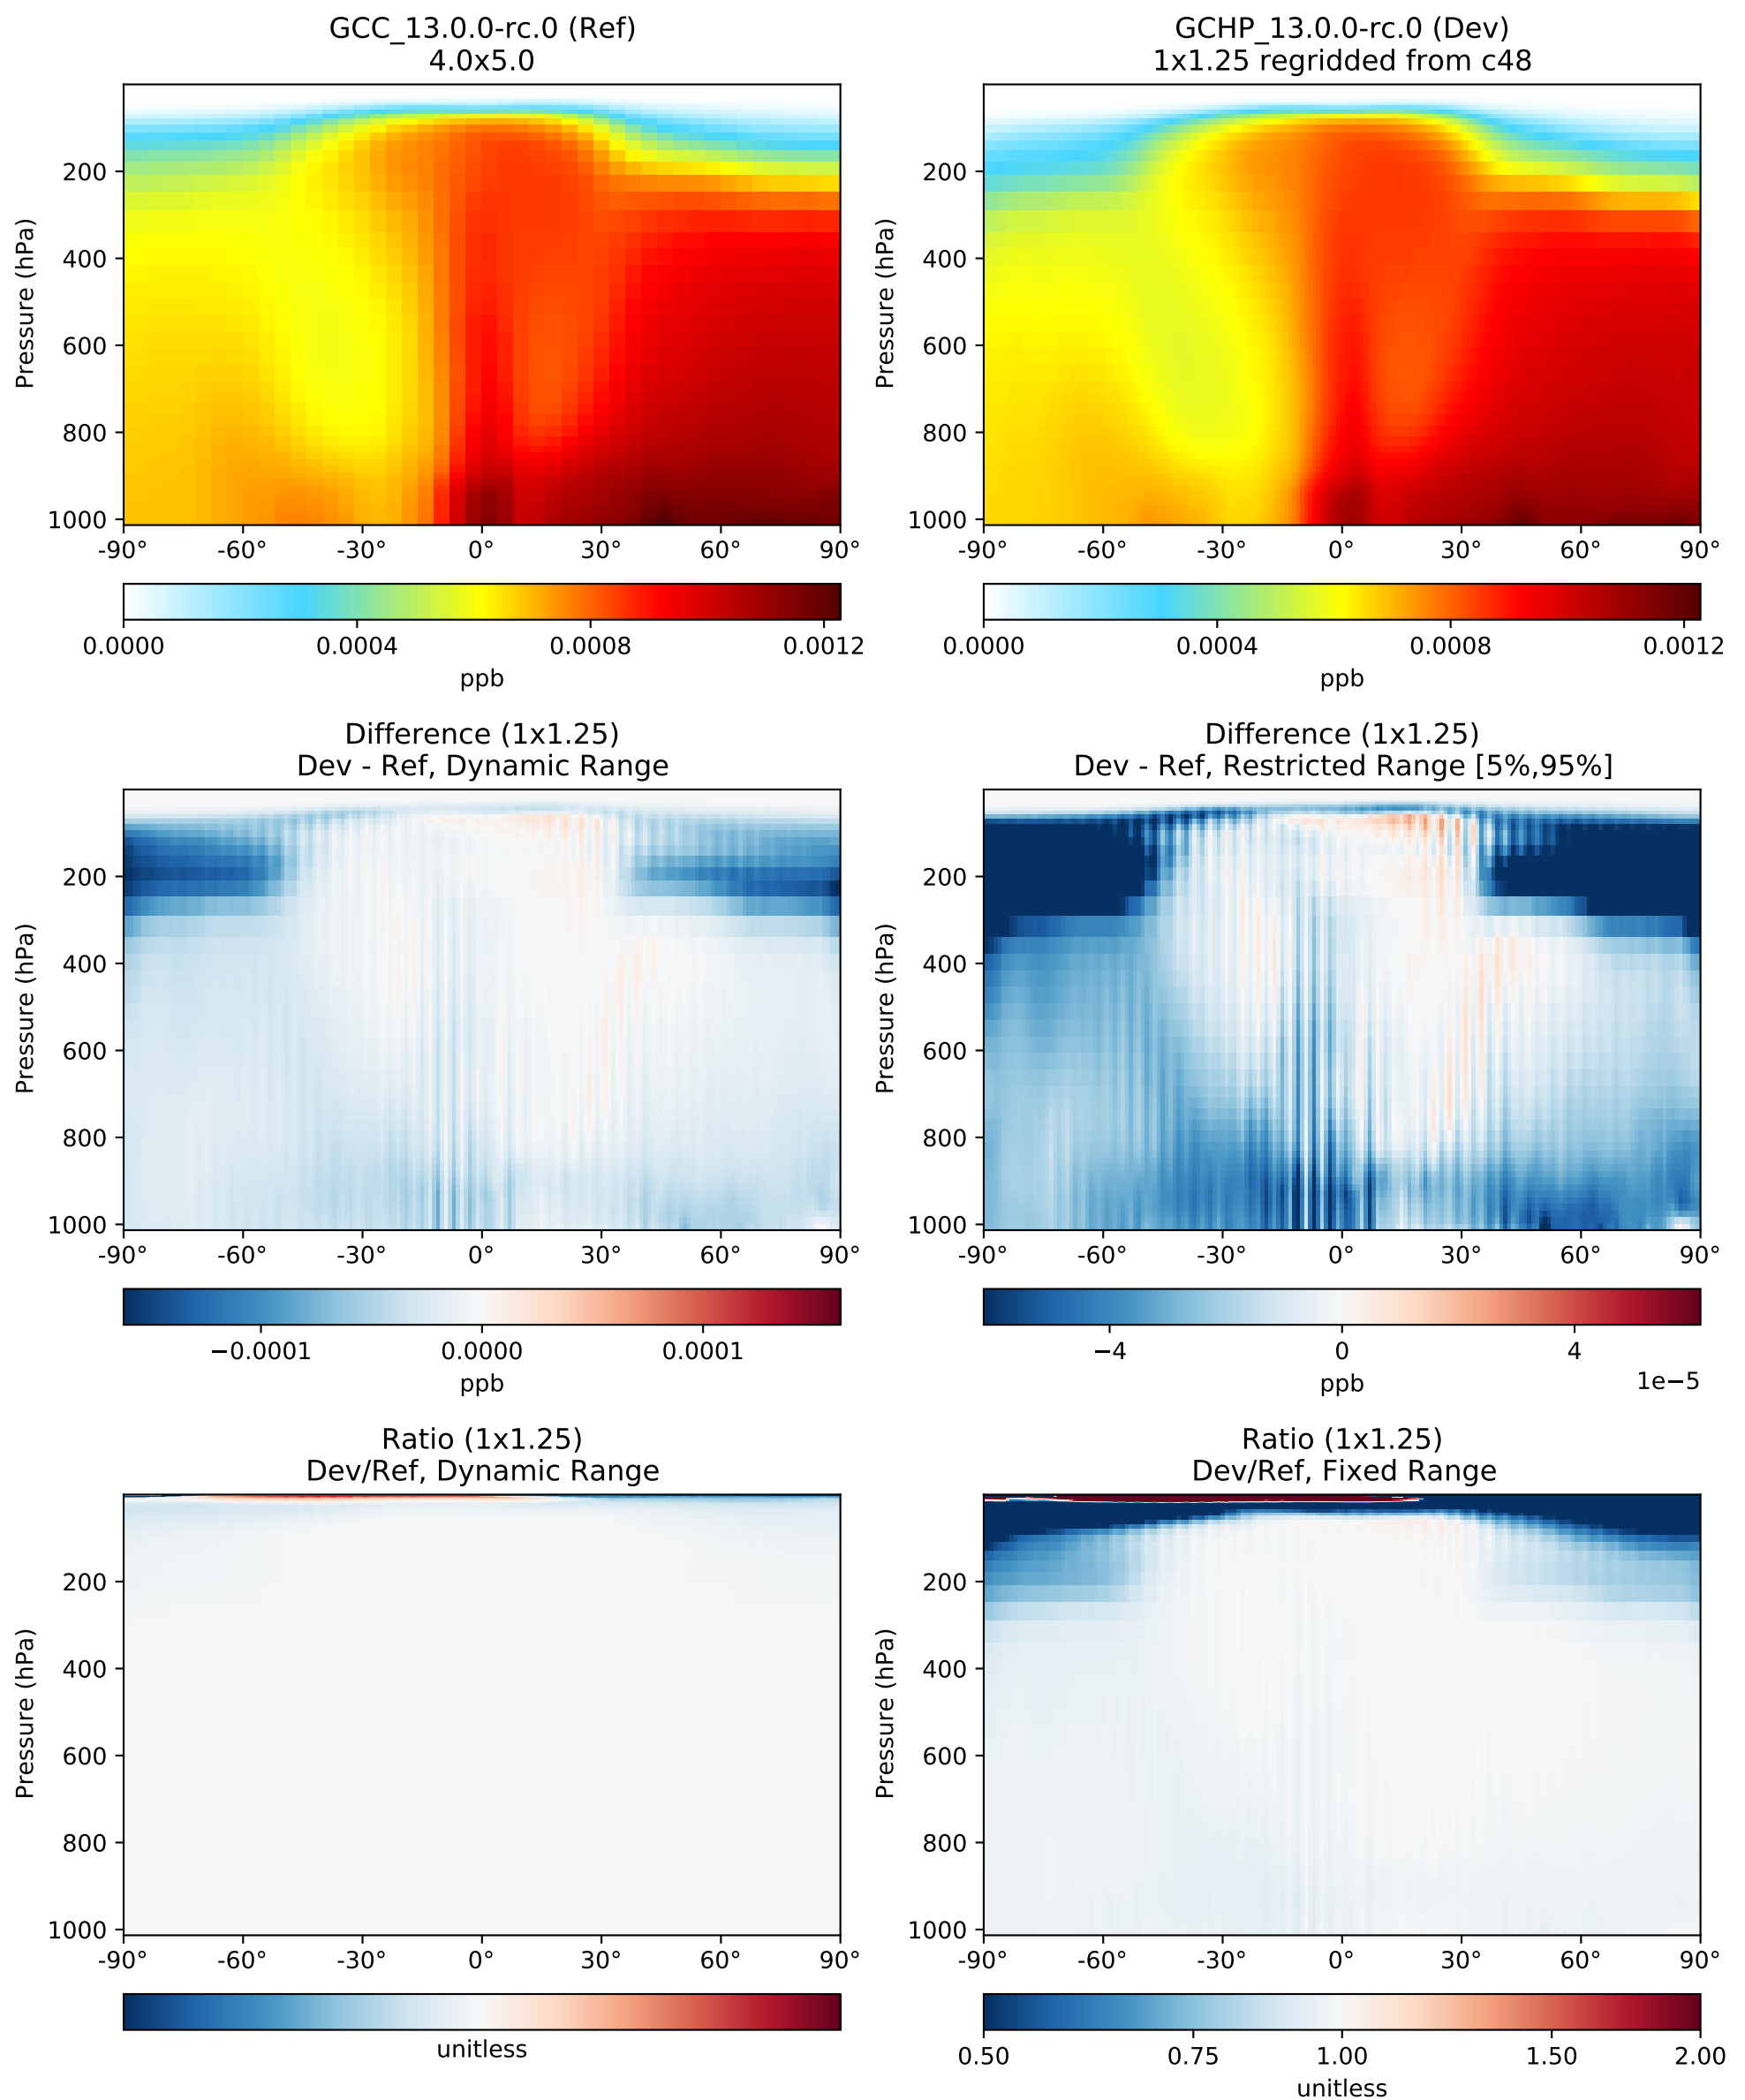 GCC_13.0.0-rc.0 (Ref)
4.0x5.0
Pressure (hPa)
200
400
600
800
1000
-90° -60° -30° 0° 30° 60° 90°
0.0000 0.0004 0.0008 0.0012
ppb
GCHP_13.0.0-rc.0 (Dev)
1x1.25 regridded from c48
Pressure (hPa)
200
400
600
800
1000
-90° -60° -30° 0° 30° 60° 90°
0.0000 0.0004 0.0008 0.0012
ppb
Difference (1x1.25)
Dev - Ref, Dynamic Range
Pressure (hPa)
200
400
600
800
1000
-90° -60° -30° 0° 30° 60° 90°
−0.0001 0.0000 0.0001
ppb
Difference (1x1.25)
Dev - Ref, Restricted Range [5%,95%]
Pressure (hPa)
200
400
600
800
1000
-90° -60° -30° 0° 30° 60° 90°
−4 0 4
1e−5
ppb
Ratio (1x1.25)
Dev/Ref, Dynamic Range
Pressure (hPa)
200
400
600
800
1000
-90° -60° -30° 0° 30° 60° 90°
unitless
Ratio (1x1.25)
Dev/Ref, Fixed Range
Pressure (hPa)
200
400
600
800
1000
-90° -60° -30° 0° 30° 60° 90°
0.50 0.75 1.00 1.50 2.00
unitless